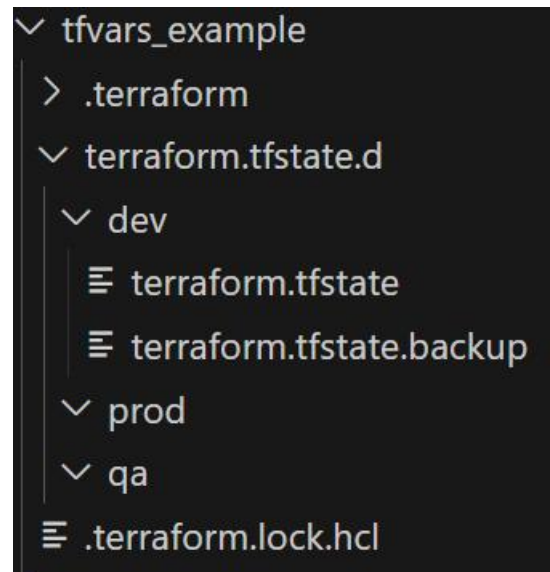 tfvars_example
.terraform
terraform.tfstate.d
dev
terraform.tfstate
terraform.tfstate.backup
prod
qa
.terraform.lock.hcl